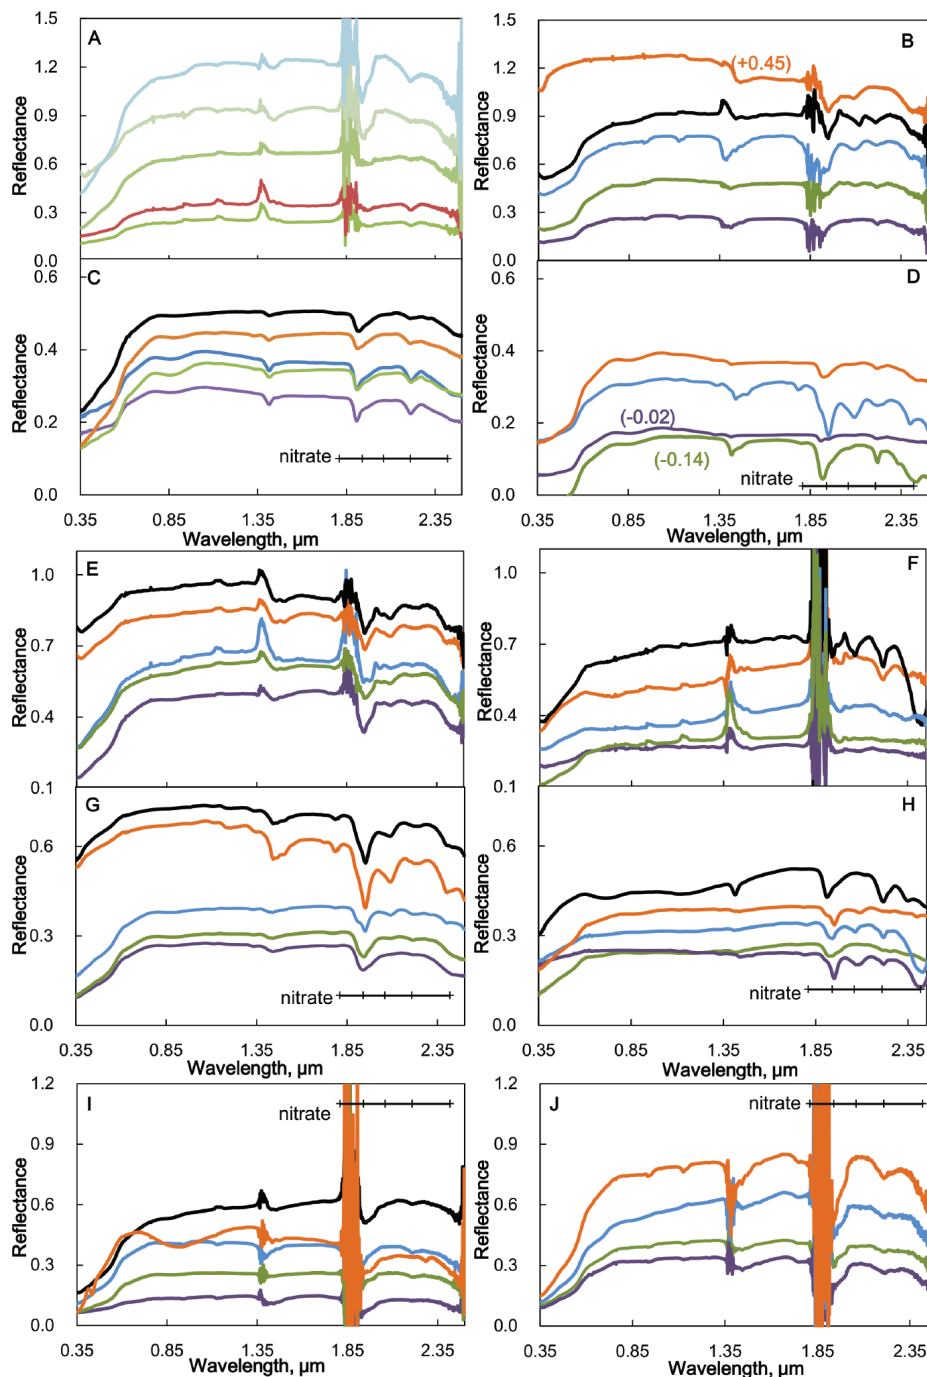 A
1.5
1.2
0.9
0.6
0.3
0.0
Reflectance
B
(+0.45)
1.5
1.2
0.9
0.6
0.3
0.0
Reflectance
C
0.6
0.4
0.2
0.0
Reflectance
nitrate
0.35 0.85 1.35 1.85 2.35
Wavelength, µm
D
0.6
0.4
0.2
0.0
Reflectance
(-0.02)
(-0.14)
nitrate
0.35 0.85 1.35 1.85 2.35
Wavelength, µm
E
1.0
0.7
0.4
0.1
Reflectance
F
1.0
0.7
0.4
0.1
Reflectance
G
0.6
0.3
0.0
Reflectance
nitrate
0.35 0.85 1.35 1.85 2.35
Wavelength, µm
H
0.6
0.3
0.0
Reflectance
nitrate
0.35 0.85 1.35 1.85 2.35
Wavelength, µm
I
nitrate
1.2
0.9
0.6
0.3
0.0
Reflectance
0.35 0.85 1.35 1.85 2.35
Wavelength, µm
J
nitrate
1.2
0.9
0.6
0.3
0.0
Reflectance
0.35 0.85 1.35 1.85 2.35
Wavelength, µm